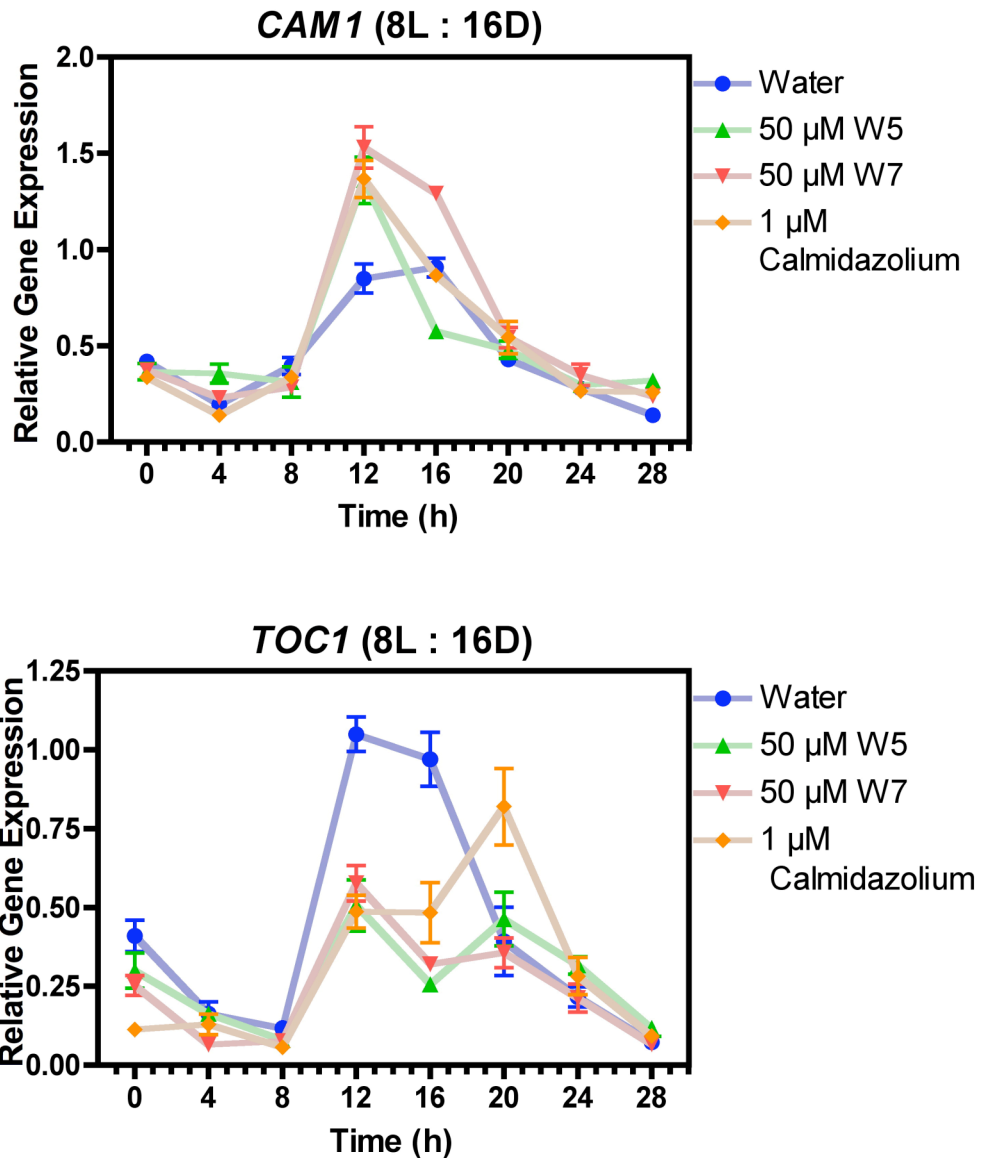 CAM1 (8L : 16D)
Relative Gene Expression
2.0
1.5
1.0
0.5
0.0
0 4 8 12 16 20 24 28
Time (h)
Water
50 µM W5
50 µM W7
1 µM
Calmidazolium
TOC1 (8L : 16D)
Relative Gene Expression
1.25
1.00
0.75
0.50
0.25
0.00
0 4 8 12 16 20 24 28
Time (h)
Water
50 µM W5
50 µM W7
1 µM
Calmidazolium